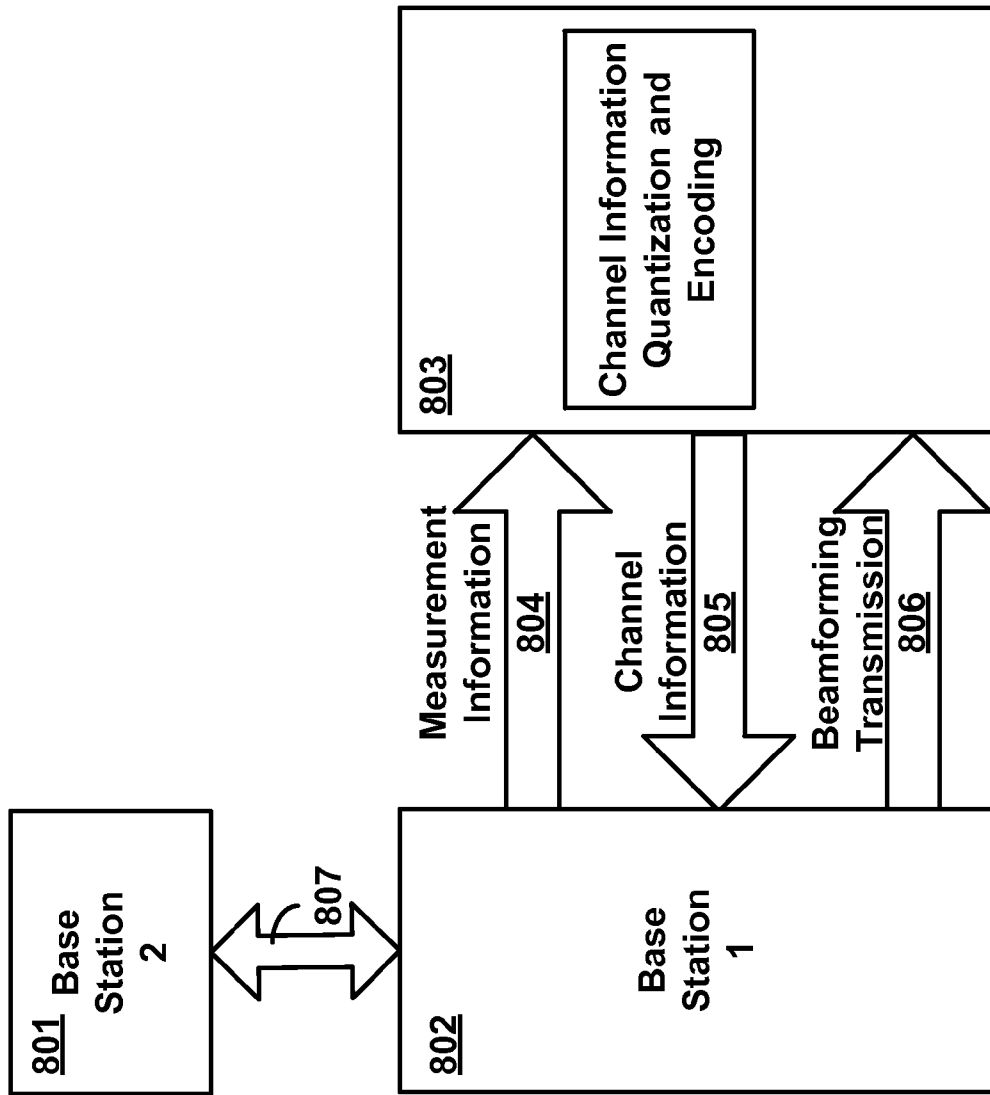 801
Base
Station
2
807
802
Base
Station
1
Measurement
Information
804
Channel
Information
805
Beamforming
Transmission
806
803
Channel Information
Quantization and
Encoding